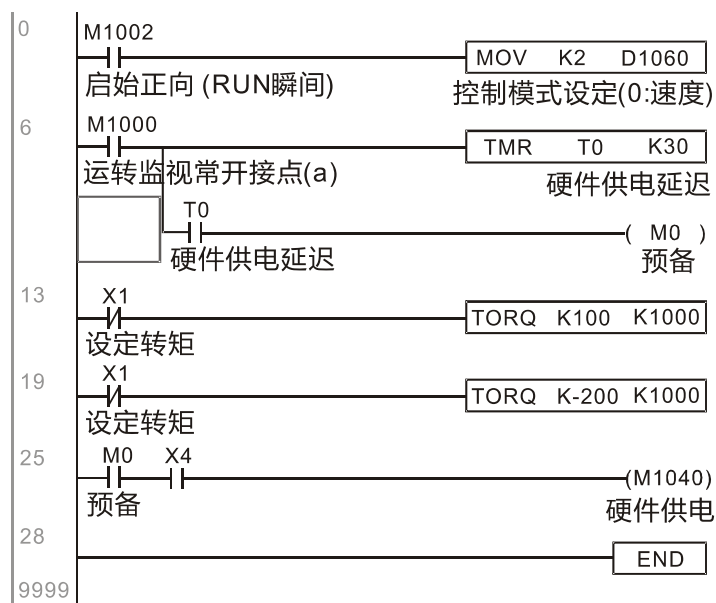 0
M1002
MOV K2 D1060
启始正向 (RUN瞬间)
控制模式设定(0:速度)
6
M1000
TMR T0 K30
运转监视常开接点(a)
硬件供电延迟
T0
( M0 )
硬件供电延迟
预备
13
X1
TORQ K100 K1000
设定转矩
19
X1
TORQ K-200 K1000
设定转矩
25
M0 X4
(M1040)
预备
硬件供电
28
END
9999